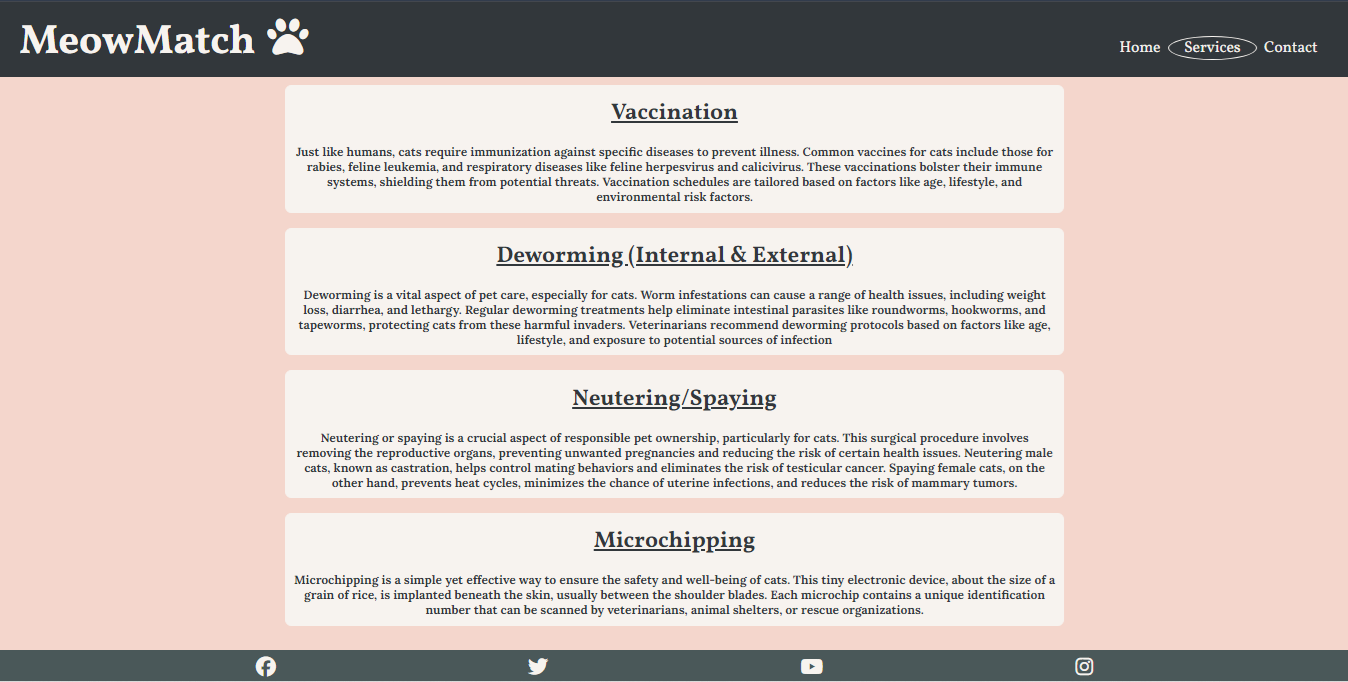 MeowMatch
Home Services Contact
Vaccination
Just like humans, cats require immunization against specific diseases to prevent illness. Common vaccines for cats include those for
rabies, feline leukemia, and respiratory diseases like feline herpesvirus and calicivirus. These vaccinations bolster their immune
systems, shielding them from potential threats. Vaccination schedules are tailored based on factors like age, lifestyle, and
environmental risk factors.
Deworming (Internal & External)
Deworming is a vital aspect of pet care, especially for cats. Worm infestations can cause a range of health issues, including weight
loss, diarrhea, and lethargy. Regular deworming treatments help eliminate intestinal parasites like roundworms, hookworms, and
tapeworms, protecting cats from these harmful invaders. Veterinarians recommend deworming protocols based on factors like age,
lifestyle, and exposure to potential sources of infection
Neutering/Spaying
Neutering or spaying is a crucial aspect of responsible pet ownership, particularly for cats. This surgical procedure involves
removing the reproductive organs, preventing unwanted pregnancies and reducing the risk of certain health issues. Neutering male
cats, known as castration, helps control mating behaviors and eliminates the risk of testicular cancer. Spaying female cats, on the
other hand, prevents heat cycles, minimizes the chance of uterine infections, and reduces the risk of mammary tumors.
Microchipping
Microchipping is a simple yet effective way to ensure the safety and well-being of cats. This tiny electronic device, about the size of a
grain of rice, is implanted beneath the skin, usually between the shoulder blades. Each microchip contains a unique identification
number that can be scanned by veterinarians, animal shelters, or rescue organizations.